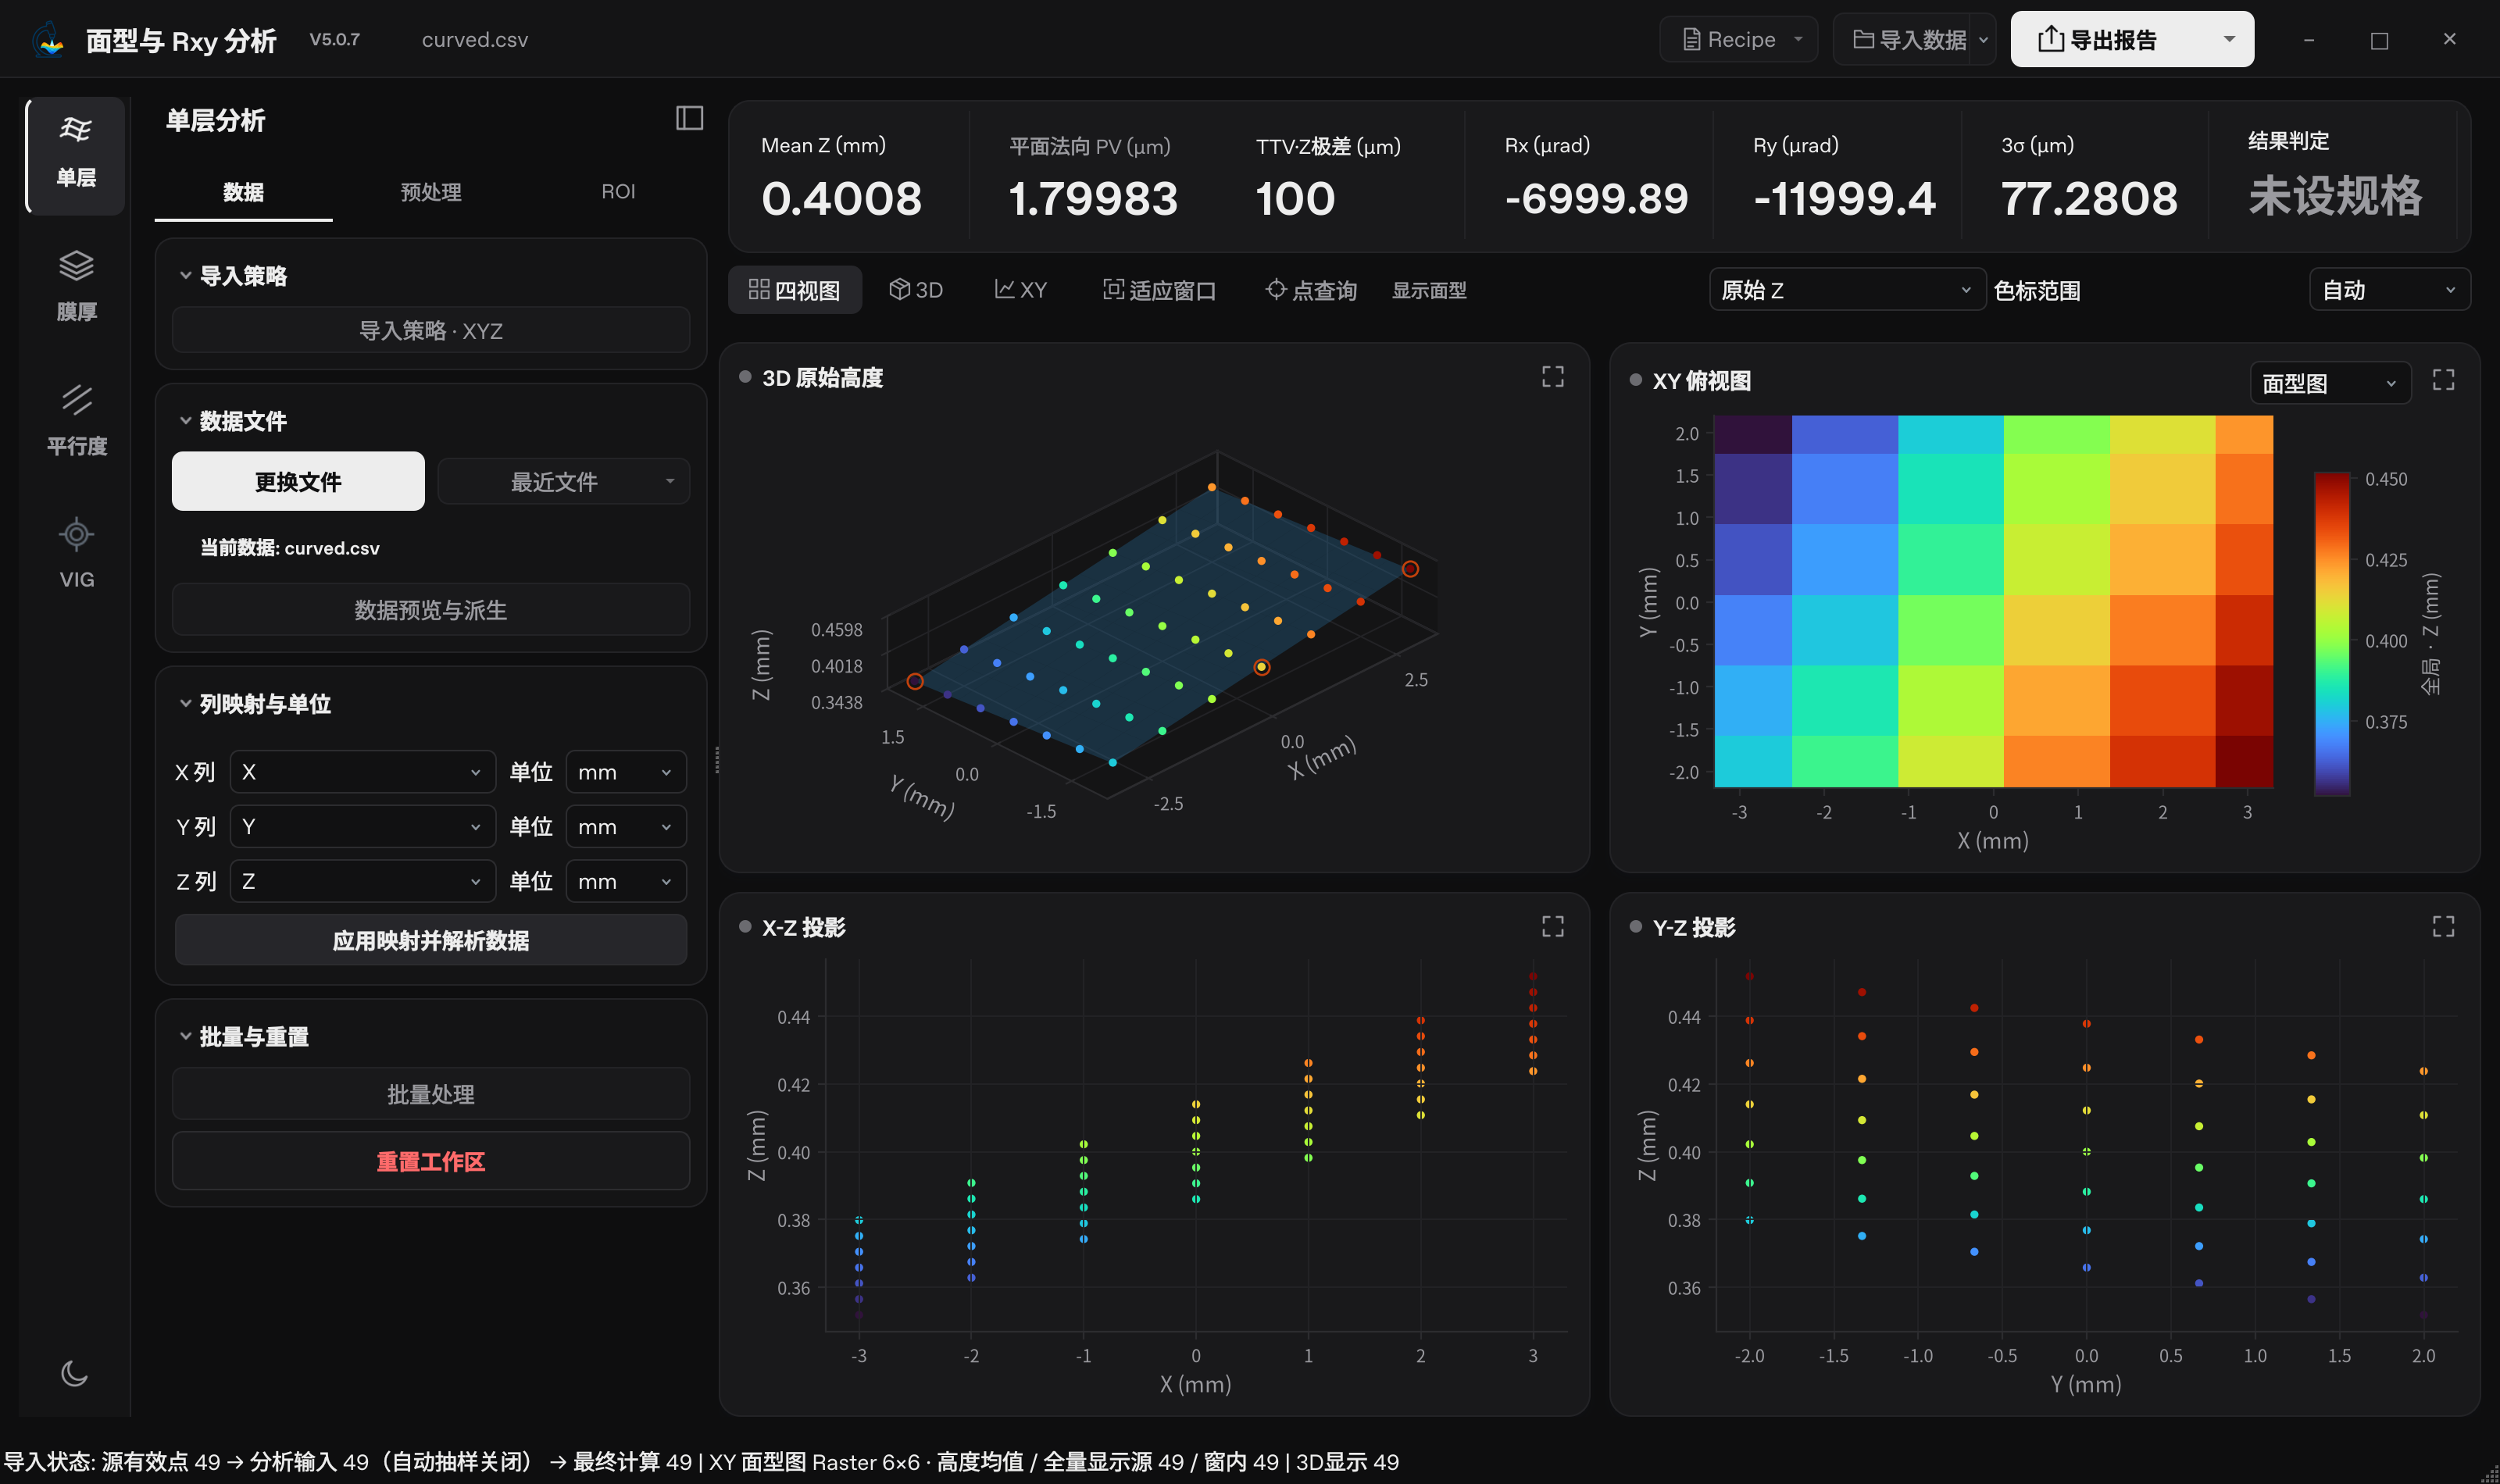 面型与 Rxy 分析 V5.0.7 curved.csv Recipe 导入数据 导出报告
单层
膜厚
平行度
VIG
单层分析
数据 预处理 ROI
导入策略
导入策略 · XYZ
数据文件
更换文件 最近文件
当前数据: curved.csv
数据预览与派生
列映射与单位
X 列 X 单位 mm
Y 列 Y 单位 mm
Z 列 Z 单位 mm
应用映射并解析数据
批量与重置
批量处理
重置工作区
Mean Z (mm) 平面法向 PV (μm) TTV·Z极差 (μm) Rx (μrad) Ry (μrad) 3σ (μm) 结果判定
0.4008 1.79983 100 -6999.89 -11999.4 77.2808 未设规格
四视图 3D XY 适应窗口 点查询 显示面型 原始 Z 色标范围 自动
3D 原始高度
Z (mm)
0.4598
0.4018
0.3438
1.5
0.0
-1.5
Y (mm)
-2.5
0.0
2.5
X (mm)
XY 俯视图 面型图
Y (mm)
2.0
1.5
1.0
0.5
0.0
-0.5
-1.0
-1.5
-2.0
-3 -2 -1 0 1 2 3
X (mm)
0.450
0.425
0.400
0.375
全局 · Z (mm)
X-Z 投影
Z (mm)
0.44
0.42
0.40
0.38
0.36
-3 -2 -1 0 1 2 3
X (mm)
Y-Z 投影
Z (mm)
0.44
0.42
0.40
0.38
0.36
-2.0 -1.5 -1.0 -0.5 0.0 0.5 1.0 1.5 2.0
Y (mm)
导入状态: 源有效点 49 → 分析输入 49（自动抽样关闭） → 最终计算 49 | XY 面型图 Raster 6×6 · 高度均值 / 全量显示源 49 / 窗内 49 | 3D显示 49